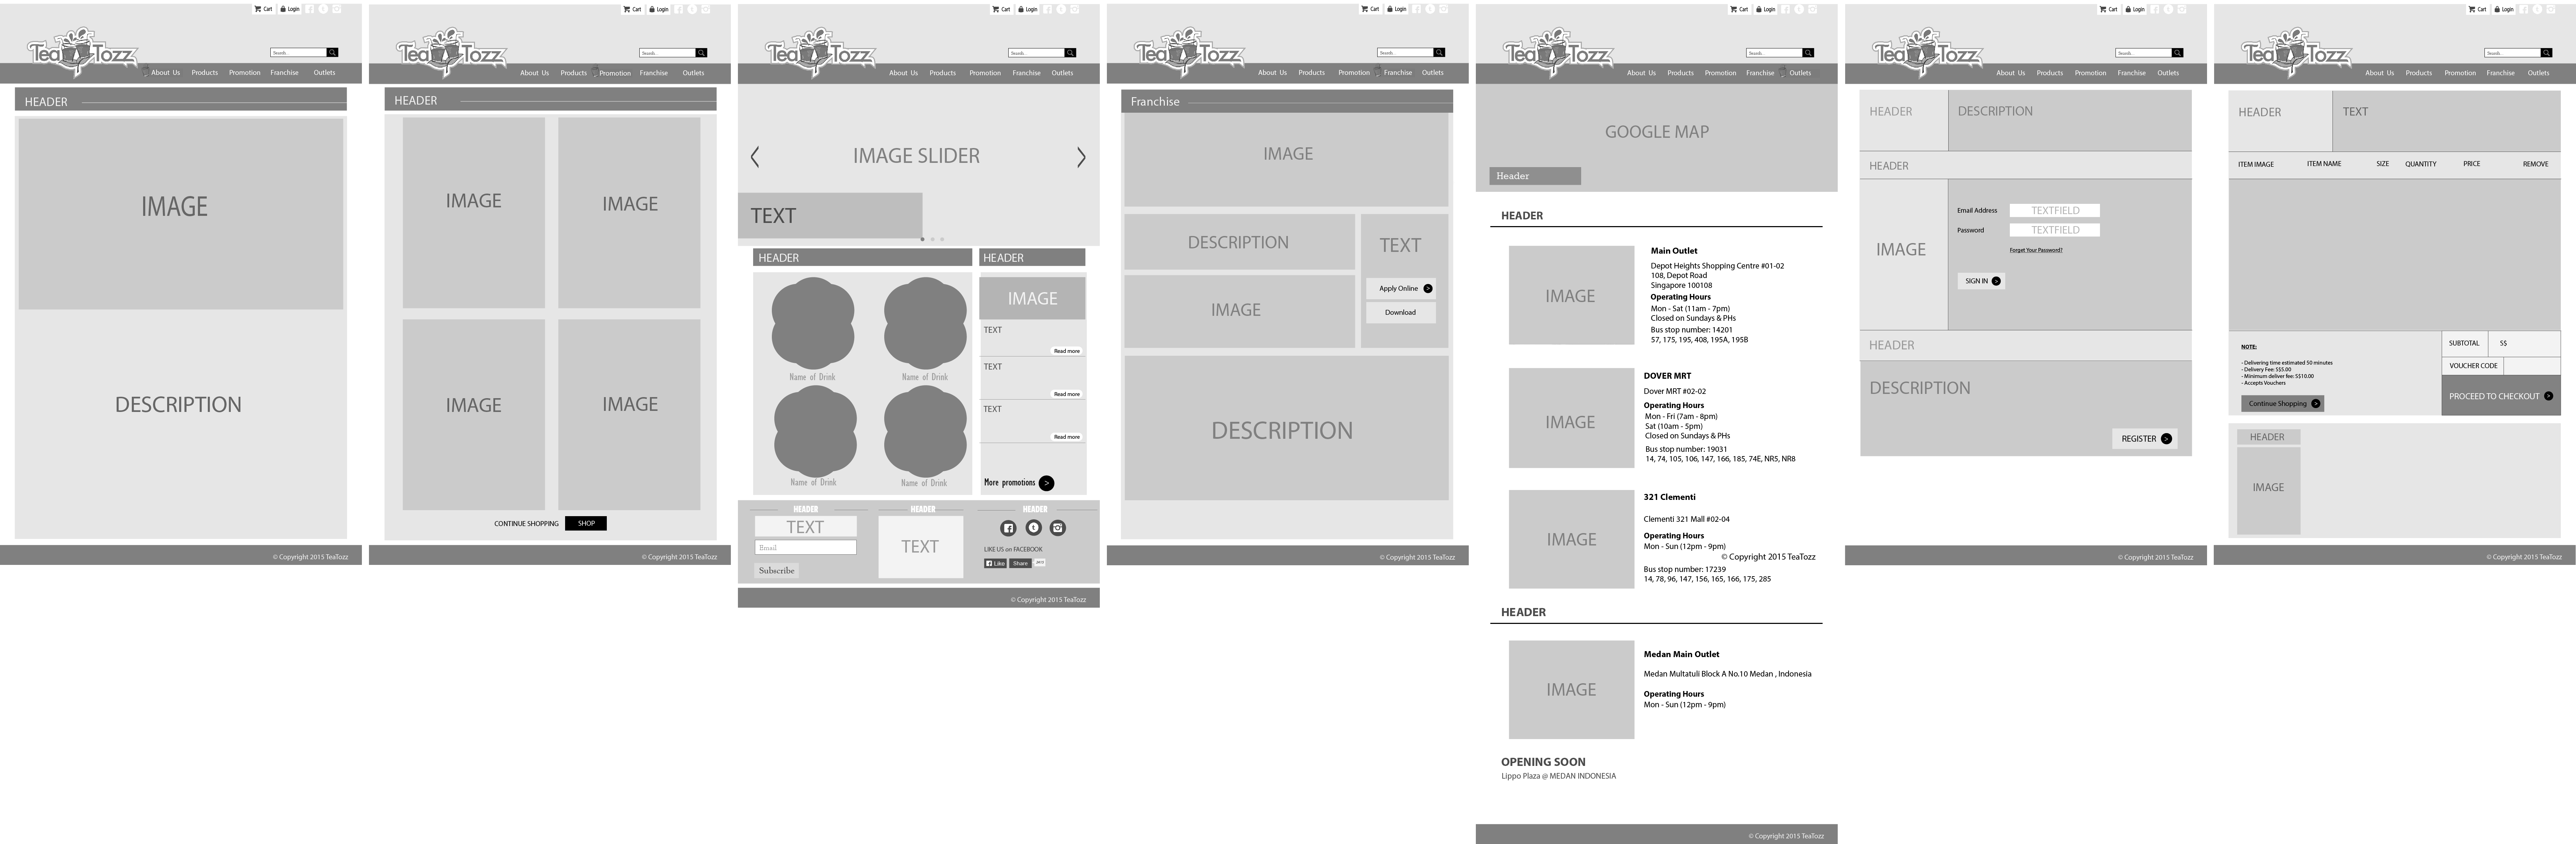 Cart Login
Tea Tozz
Search...
About Us Products Promotion Franchise Outlets
HEADER
IMAGE
DESCRIPTION
© Copyright 2015 TeaTozz
Cart Login
Tea Tozz
Search...
About Us Products Promotion Franchise Outlets
HEADER
IMAGE IMAGE
IMAGE IMAGE
CONTINUE SHOPPING SHOP
© Copyright 2015 TeaTozz
Cart Login
Tea Tozz
Search...
About Us Products Promotion Franchise Outlets
IMAGE SLIDER
TEXT
HEADER HEADER
IMAGE
TEXT
Read more
Name of Drink Name of Drink
TEXT
Read more
TEXT
Read more
Name of Drink Name of Drink
More promotions >
HEADER HEADER HEADER
TEXT
TEXT
Email
LIKE US on FACEBOOK
Like Share
Subscribe
© Copyright 2015 TeaTozz
Cart Login
Tea Tozz
Search...
About Us Products Promotion Franchise Outlets
Franchise
IMAGE
DESCRIPTION TEXT
Apply Online >
IMAGE Download
DESCRIPTION
© Copyright 2015 TeaTozz
Cart Login
Tea Tozz
Search...
About Us Products Promotion Franchise Outlets
GOOGLE MAP
Header
HEADER
IMAGE
Main Outlet
Depot Heights Shopping Centre #01-02
108, Depot Road
Singapore 100108
Operating Hours
Mon - Sat (11am - 7pm)
Closed on Sundays & PHs
Bus stop number: 14201
57, 175, 195, 408, 195A, 195B
IMAGE
DOVER MRT
Dover MRT #02-02
Operating Hours
Mon - Fri (7am - 8pm)
Sat (10am - 5pm)
Closed on Sundays & PHs
Bus stop number: 19031
14, 74, 105, 106, 147, 166, 185, 74E, NR5, NR8
IMAGE
321 Clementi
Clementi 321 Mall #02-04
Operating Hours
Mon - Sun (12pm - 9pm)
© Copyright 2015 TeaTozz
Bus stop number: 17239
14, 78, 96, 147, 156, 165, 166, 175, 285
HEADER
IMAGE
Medan Main Outlet
Medan Multatuli Block A No.10 Medan , Indonesia
Operating Hours
Mon - Sun (12pm - 9pm)
OPENING SOON
Lippo Plaza @ MEDAN INDONESIA
© Copyright 2015 TeaTozz
Cart Login
Tea Tozz
Search...
About Us Products Promotion Franchise Outlets
HEADER DESCRIPTION
HEADER
IMAGE
Email Address TEXTFIELD
Password TEXTFIELD
Forget Your Password?
SIGN IN >
HEADER
DESCRIPTION
REGISTER >
© Copyright 2015 TeaTozz
Cart Login
Tea Tozz
Search...
About Us Products Promotion Franchise Outlets
HEADER TEXT
ITEM IMAGE ITEM NAME SIZE QUANTITY PRICE REMOVE
NOTE:
- Delivering time estimated 50 minutes
- Delivery Fee: S$5.00
- Minimum deliver fee: S$10.00
- Accepts Vouchers
Continue Shopping >
SUBTOTAL S$
VOUCHER CODE
PROCEED TO CHECKOUT >
HEADER
IMAGE
© Copyright 2015 TeaTozz